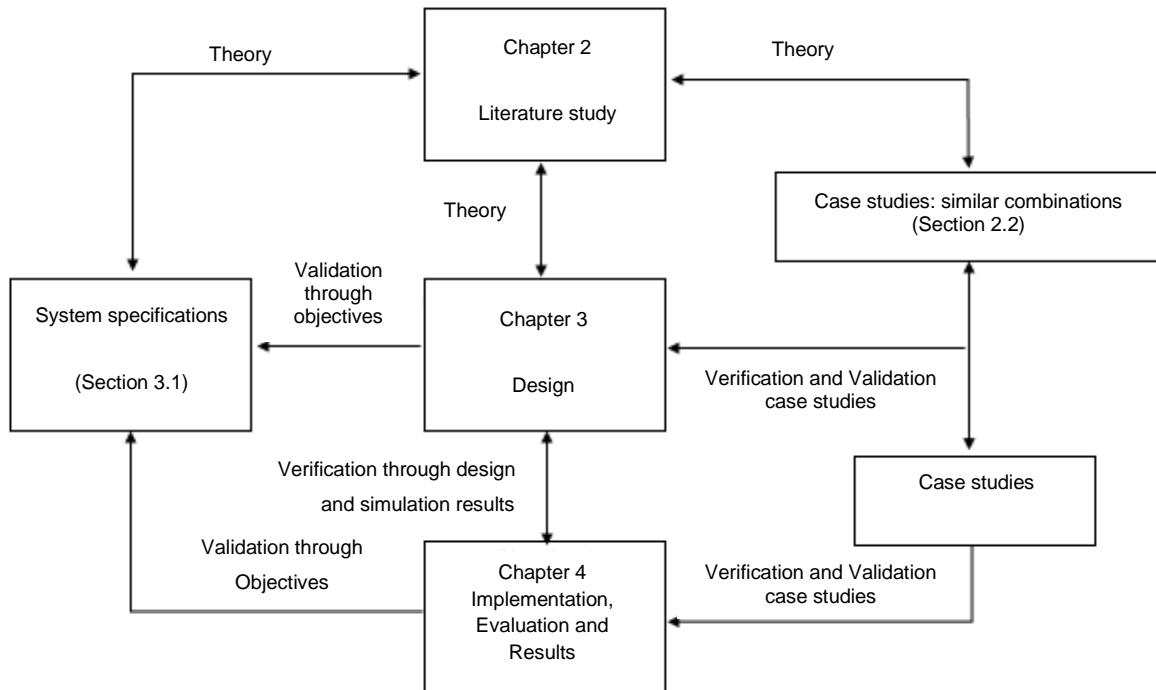 Chapter 2
Literature study
Theory
Theory
Theory
Case studies: similar combinations
(Section 2.2)
System specifications
(Section 3.1)
Validation
through
objectives
Chapter 3
Design
Verification and Validation
case studies
Verification through design
and simulation results
Case studies
Validation through
Objectives
Chapter 4
Implementation,
Evaluation and
Results
Verification and Validation
case studies